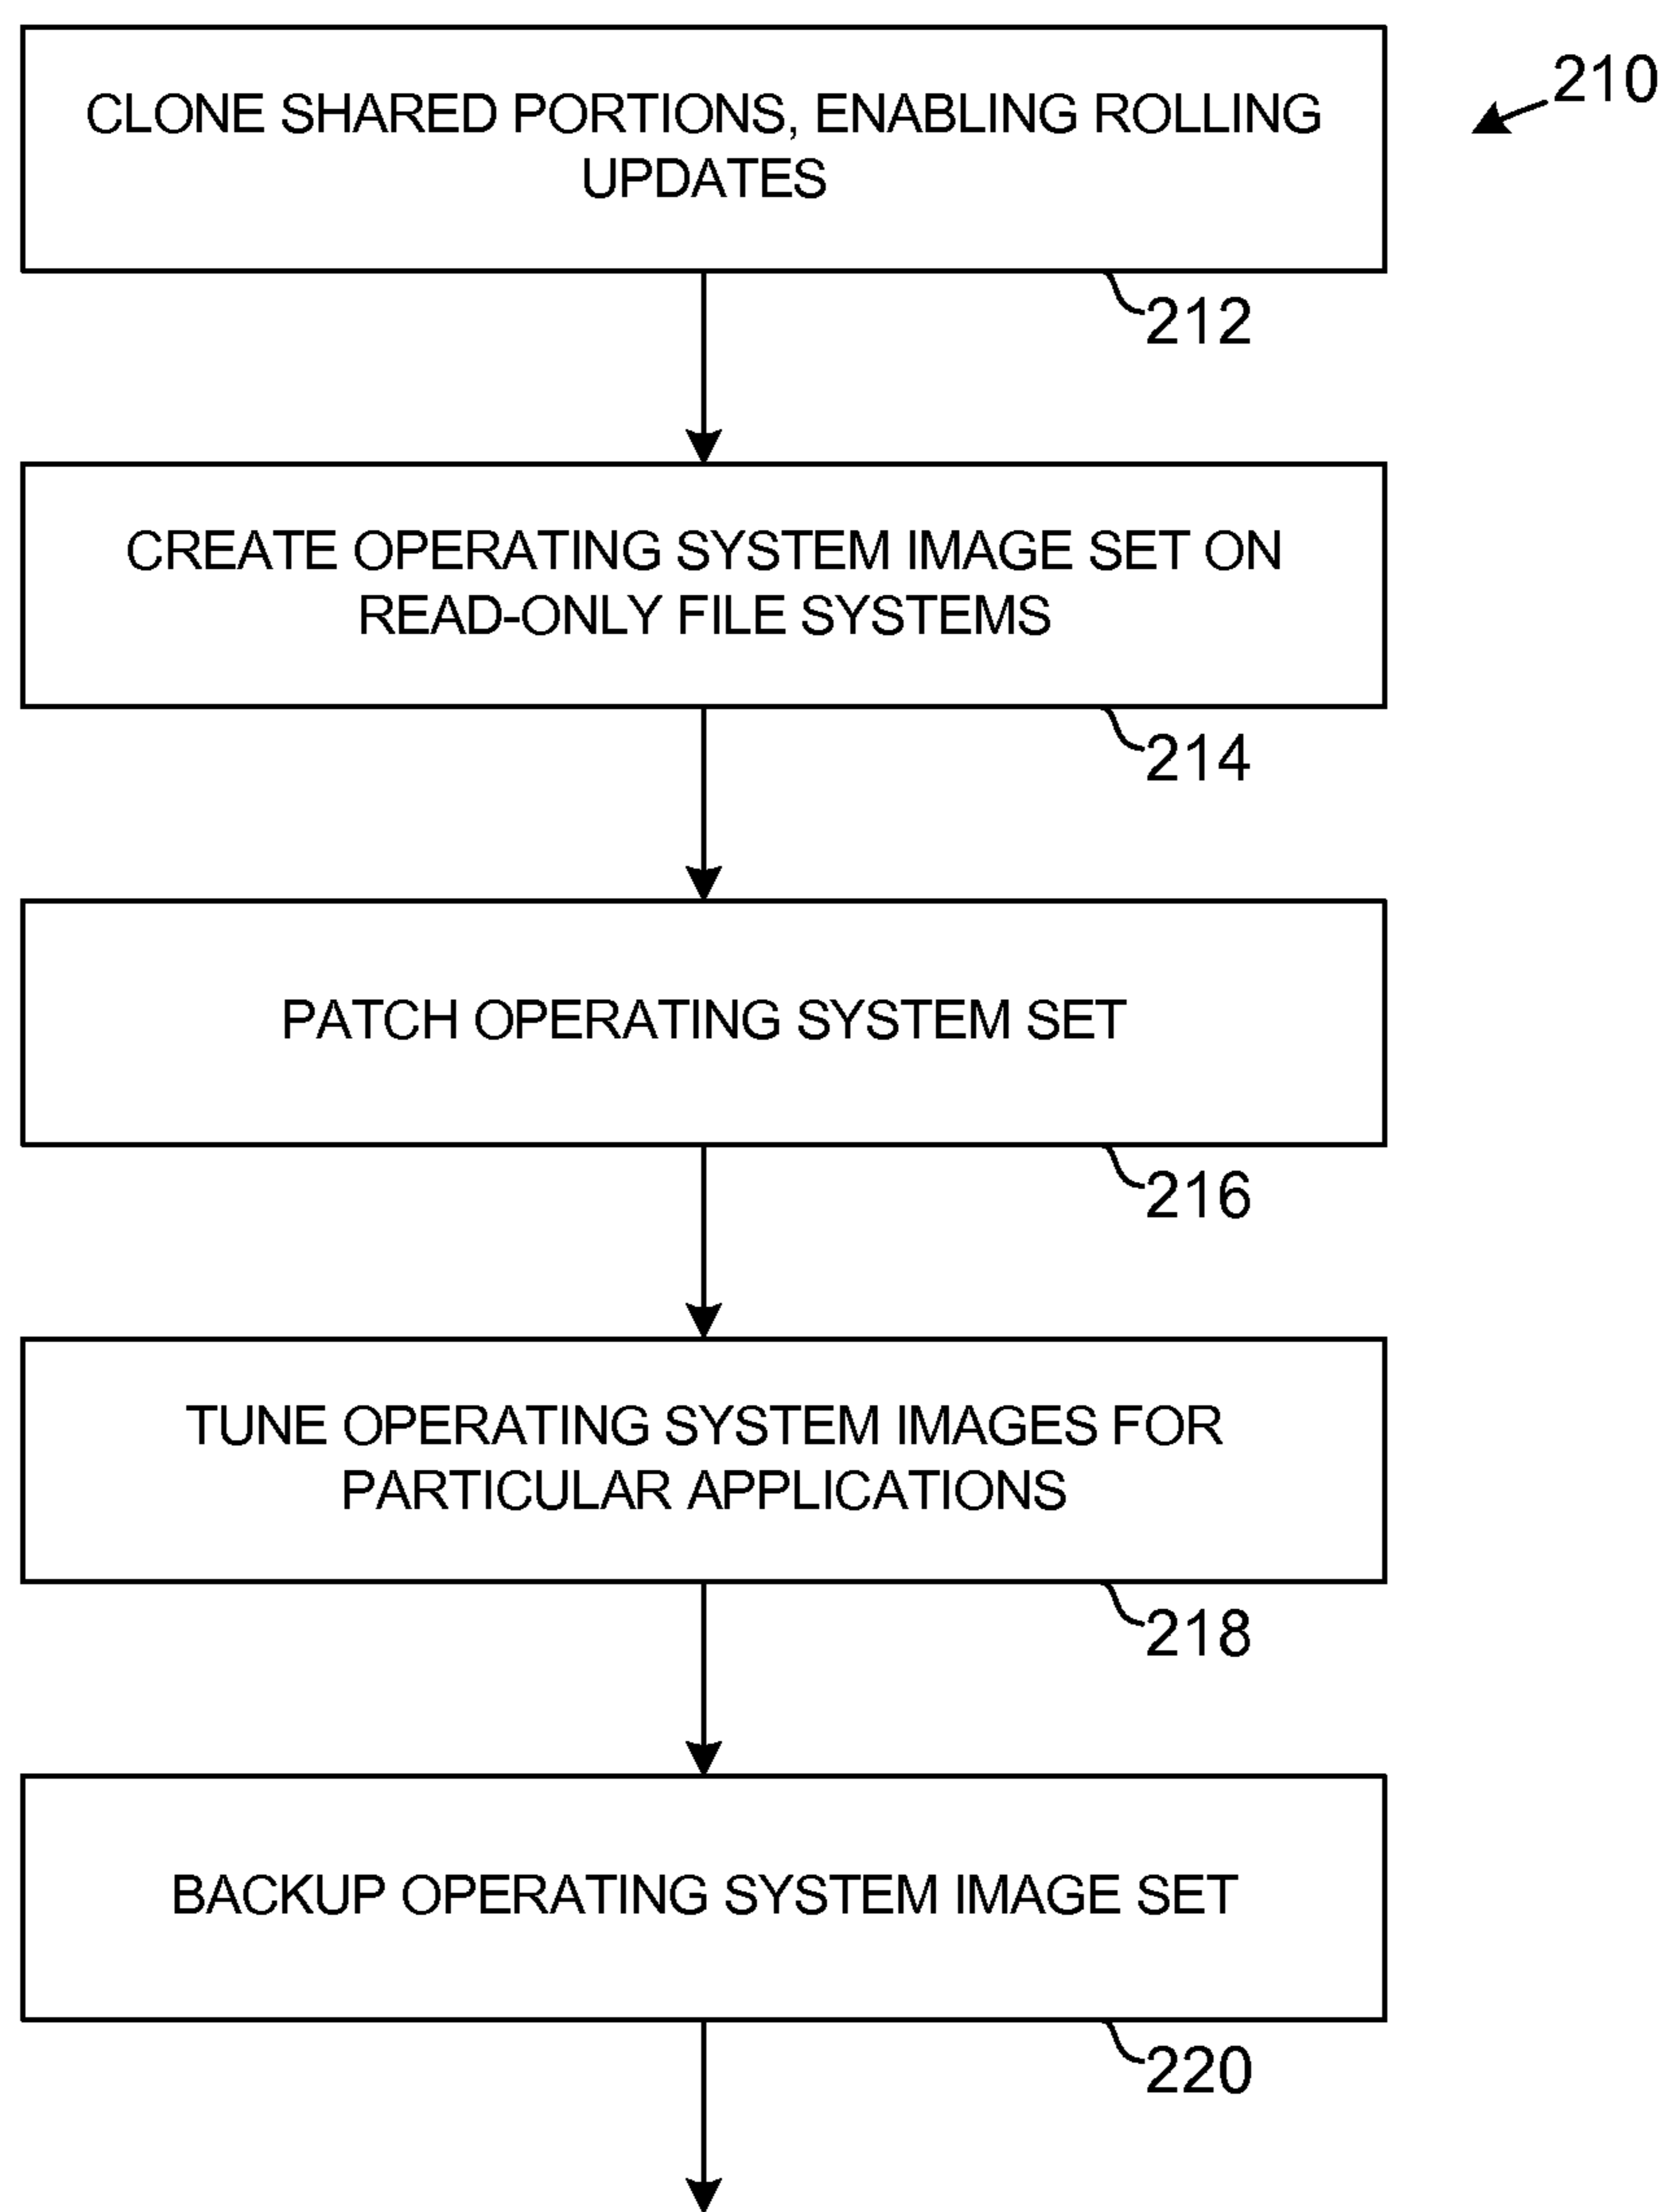 CLONE SHARED PORTIONS, ENABLING ROLLING
UPDATES
210
212
CREATE OPERATING SYSTEM IMAGE SET ON
READ-ONLY FILE SYSTEMS
214
PATCH OPERATING SYSTEM SET
216
TUNE OPERATING SYSTEM IMAGES FOR
PARTICULAR APPLICATIONS
218
BACKUP OPERATING SYSTEM IMAGE SET
220